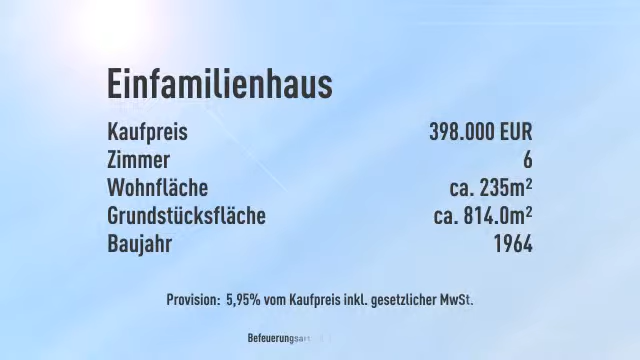 Einfamilienhaus
Kaufpreis 398.000 EUR
Zimmer 6
Wohnfläche ca. 235m²
Grundstücksfläche ca. 814.0m²
Baujahr 1964
Provision: 5,95% vom Kaufpreis inkl. gesetzlicher MwSt.
Befeuerungsart